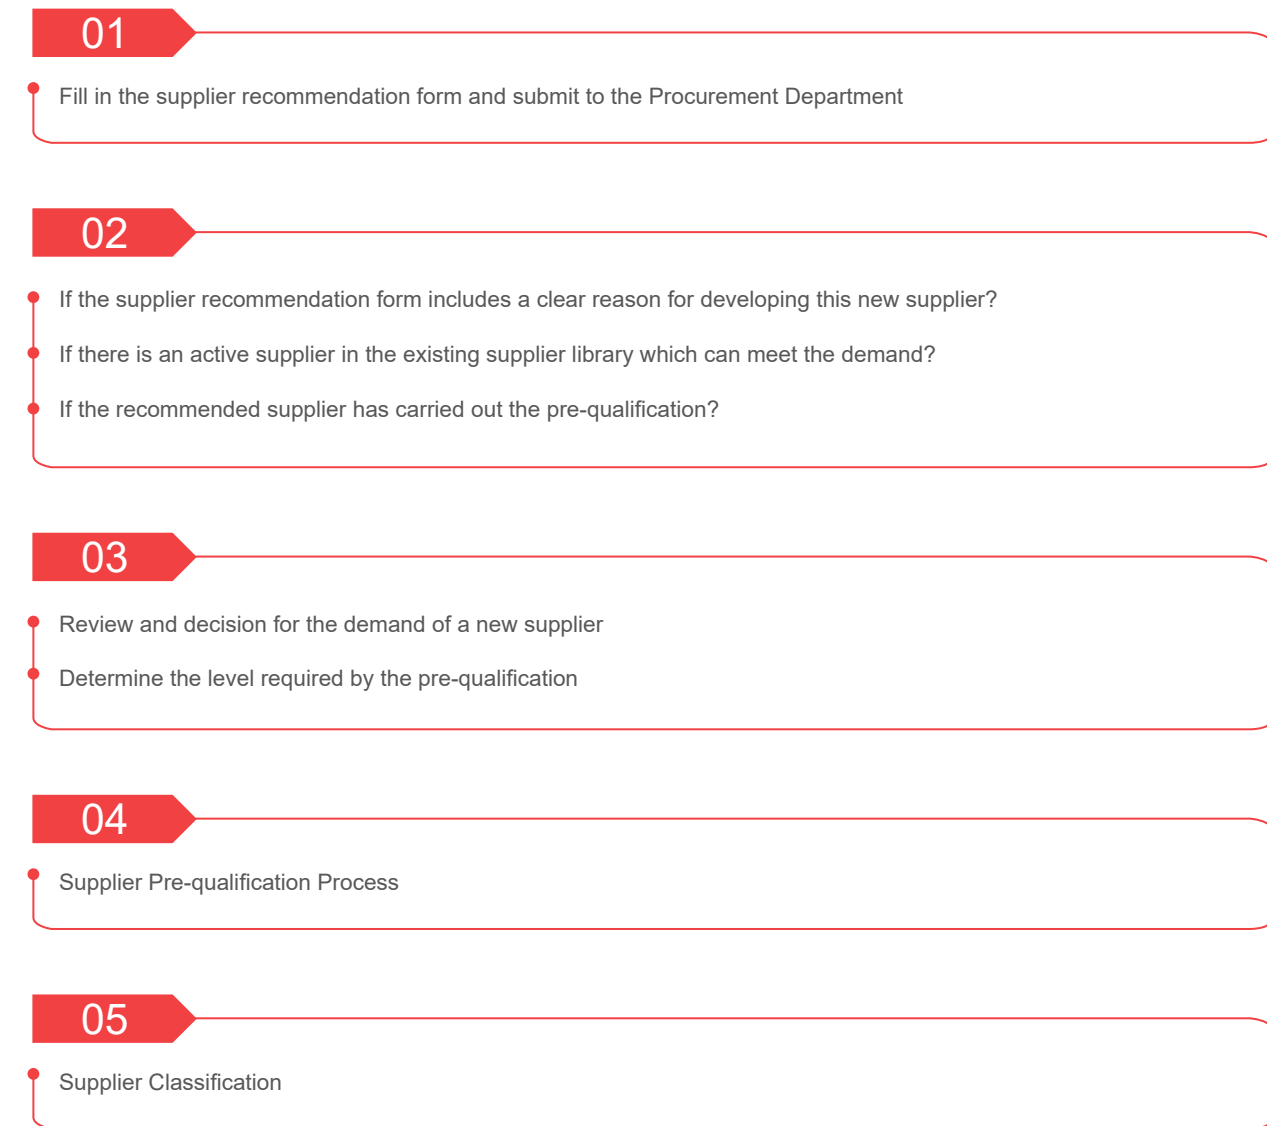 01
Fill in the supplier recommendation form and submit to the Procurement Department
02
If the supplier recommendation form includes a clear reason for developing this new supplier?
If there is an active supplier in the existing supplier library which can meet the demand?
If the recommended supplier has carried out the pre-qualification?
03
Review and decision for the demand of a new supplier
Determine the level required by the pre-qualification
04
Supplier Pre-qualification Process
05
Supplier Classification